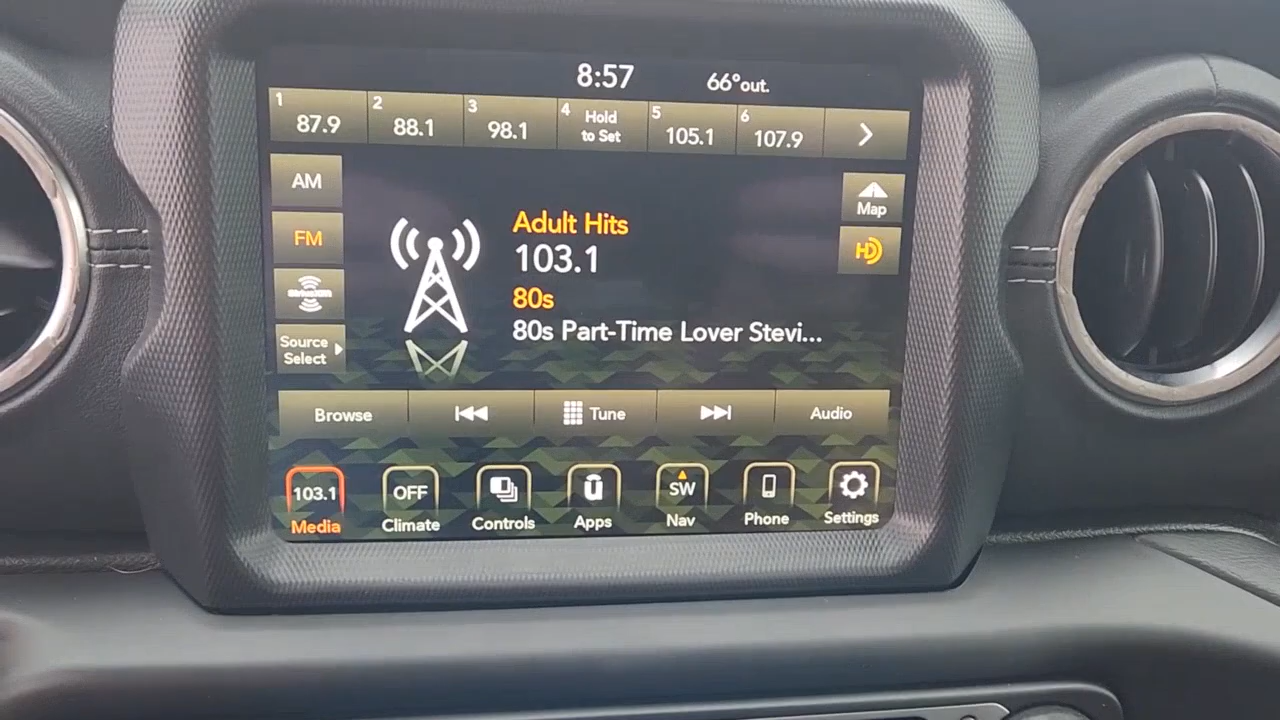 8:57 66°out.
1 87.9
2 88.1
3 98.1
4 Hold
to Set
5 105.1
6 107.9
AM
Map
Adult Hits
FM
HD
103.1
SiriusXM
80s
80s Part-Time Lover Stevi...
Source
Select
Browse
Tune
Audio
103.1
OFF
SW
Media
Climate
Controls
Apps
Nav
Phone
Settings